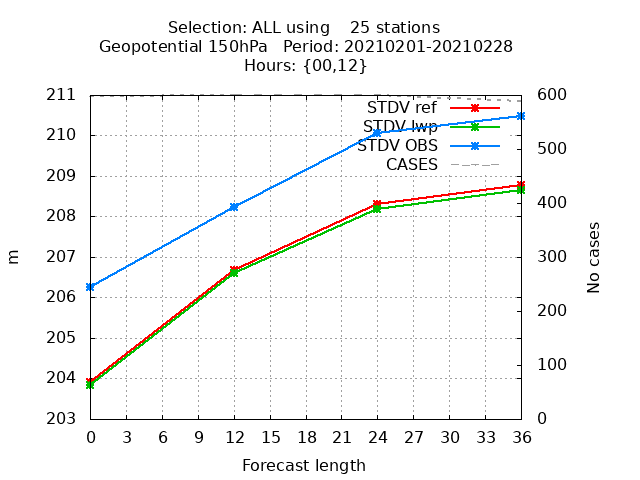 Selection: ALL using    25 stations
Geopotential 150hPa   Period: 20210201-20210228
Hours: {00,12}
STDV ref
STDV lwp
STDV OBS
CASES
211
210
209
208
207
206
205
204
203
m
600
500
400
300
200
100
0
No cases
0 3 6 9 12 15 18 21 24 27 30 33 36
Forecast length